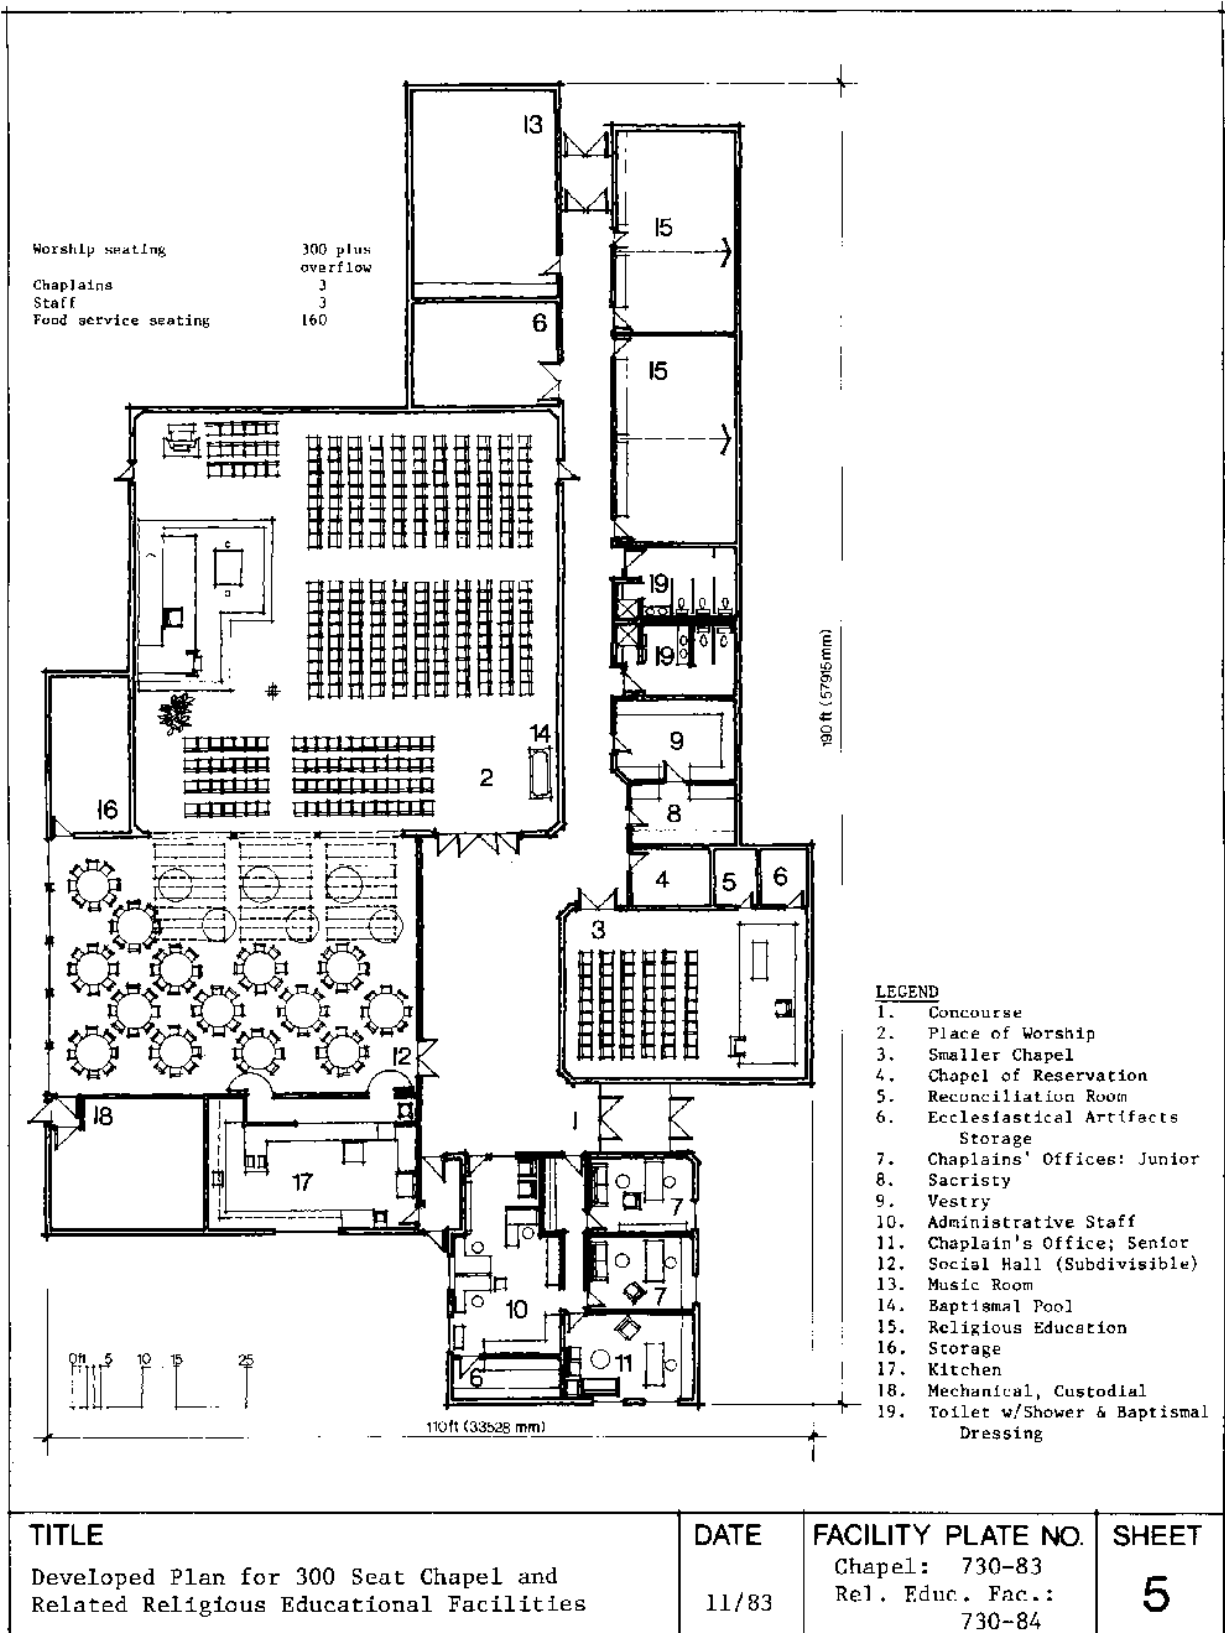 13
15
Worship seating 300 plus
overflow
Chaplains 3
Staff 3
Food service seating 160
6
15
19
19
190 ft (57915mm)
14
9
2
16
8
4
5
6
3
12
18
1
17
7
7
10
11
6
0ft 5 10 15 25
110ft (33528 mm)
LEGEND
1. Concourse
2. Place of Worship
3. Smaller Chapel
4. Chapel of Reservation
5. Reconciliation Room
6. Ecclesiastical Artifacts
Storage
7. Chaplains' Offices: Junior
8. Sacristy
9. Vestry
10. Administrative Staff
11. Chaplain's Office; Senior
12. Social Hall (Subdivisible)
13. Music Room
14. Baptismal Pool
15. Religious Education
16. Storage
17. Kitchen
18. Mechanical, Custodial
19. Toilet w/Shower & Baptismal
Dressing
TITLE
Developed Plan for 300 Seat Chapel and
Related Religious Educational Facilities
DATE
11/83
FACILITY PLATE NO.
Chapel: 730-83
Rel. Educ. Fac.:
730-84
SHEET
5